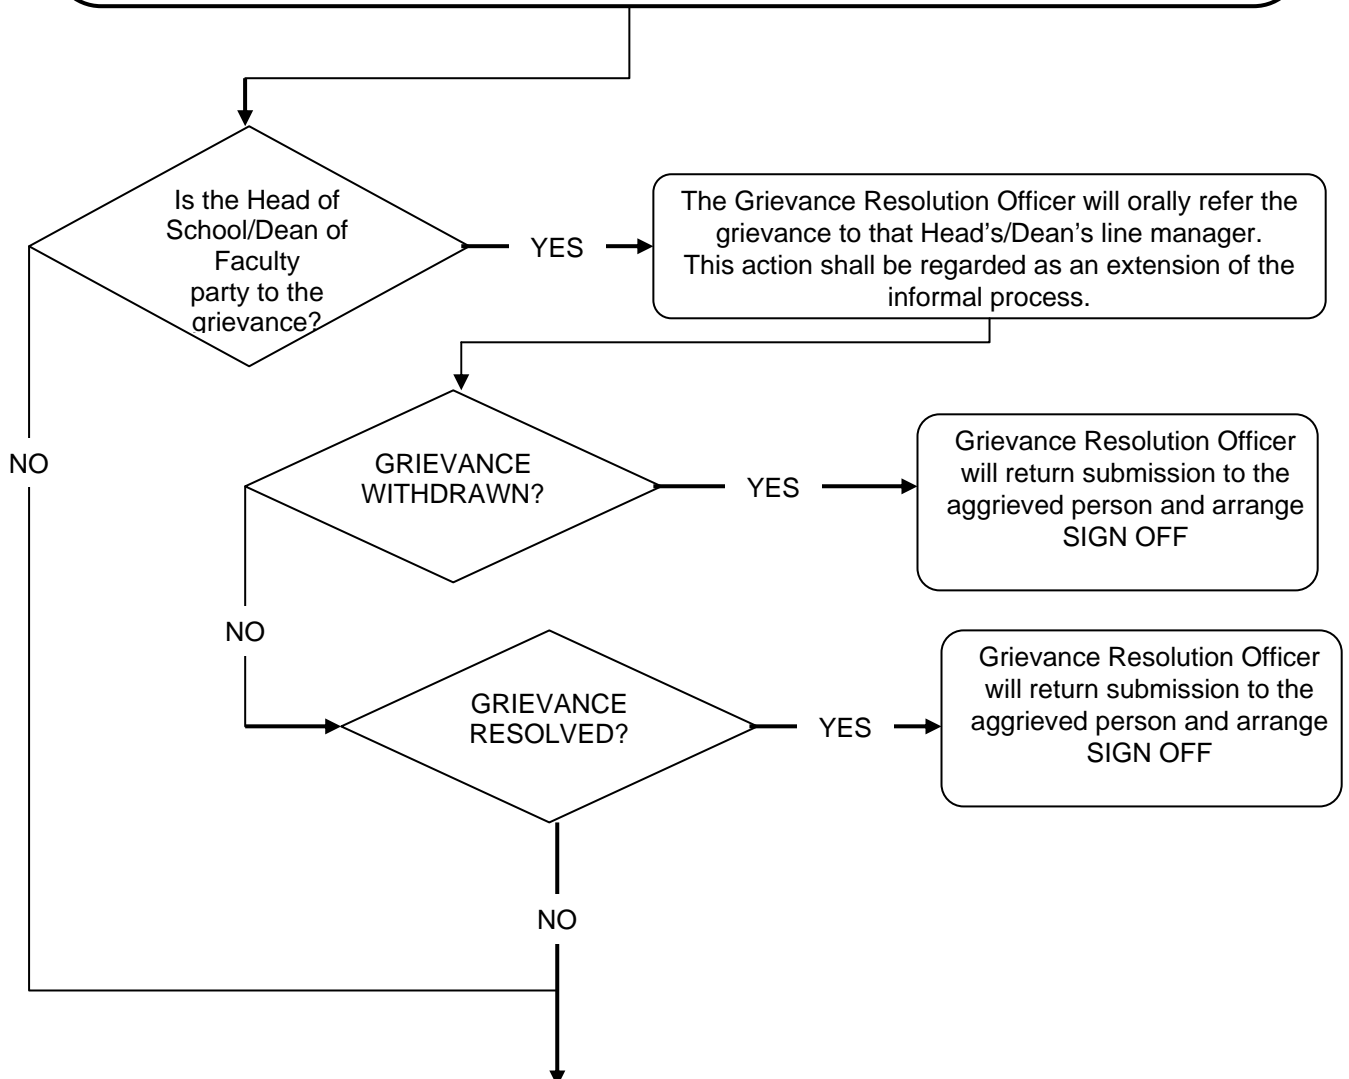 Is the Head of
School/Dean of
Faculty
party to the
grievance?
YES
The Grievance Resolution Officer will orally refer the
grievance to that Head's/Dean's line manager.
This action shall be regarded as an extension of the
informal process.
NO
GRIEVANCE
WITHDRAWN?
YES
Grievance Resolution Officer
will return submission to the
aggrieved person and arrange
SIGN OFF
NO
GRIEVANCE
RESOLVED?
YES
Grievance Resolution Officer
will return submission to the
aggrieved person and arrange
SIGN OFF
NO